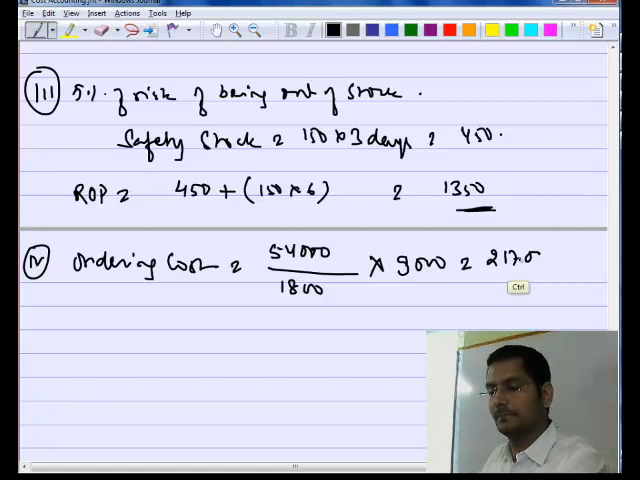 Cost Accounting.jnt - Windows Journal
File Edit View Insert Actions Tools Help
B I
III 5%. of risk of being out of stock.
Safety Stock = 150 × 3 days = 450.
ROP = 450 + (150 × 6) = 1350
IV Ordering Cost = 54000 / 1800 × 9000 =
Ctrl